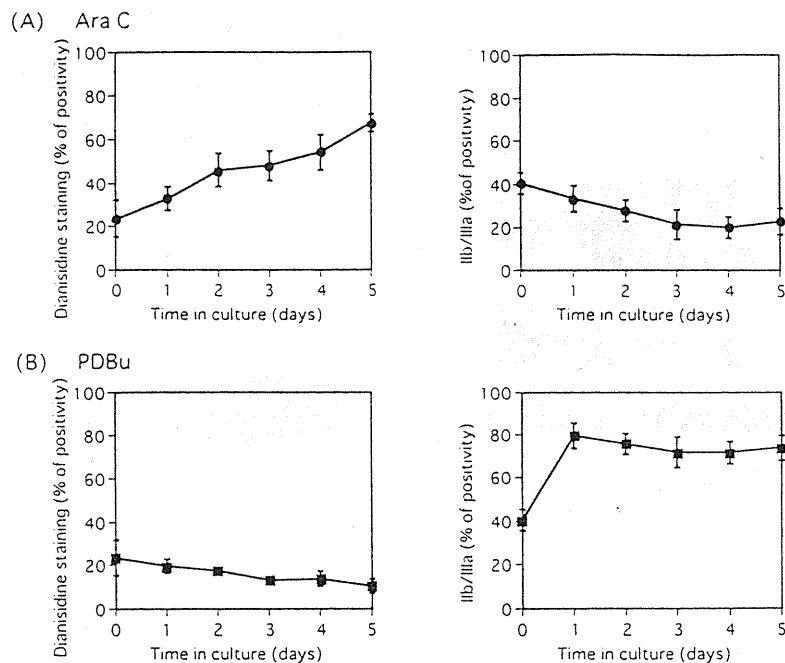 (A) Ara C
Dianisidine staining (% of positivity)
100
80
60
40
20
0
0 1 2 3 4 5
Time in culture (days)
IIb/IIIa (%of positivity)
100
80
60
40
20
0
0 1 2 3 4 5
Time in culture (days)
(B) PDBu
Dianisidine staining (% of positivity)
100
80
60
40
20
0
0 1 2 3 4 5
Time in culture (days)
IIb/IIIa (% of positivity)
100
80
60
40
20
0
0 1 2 3 4 5
Time in culture (days)